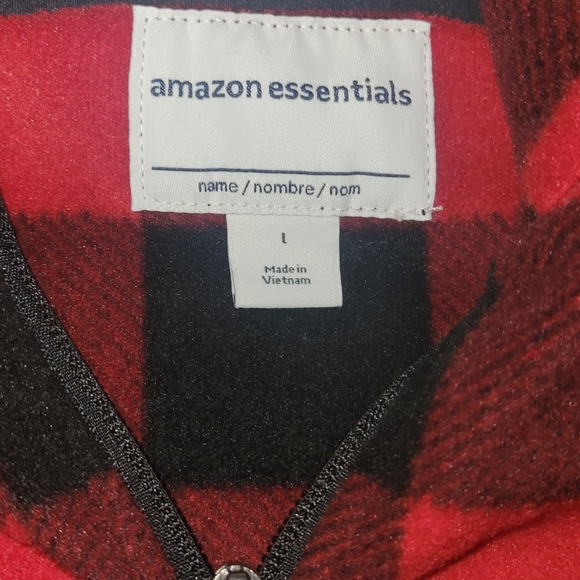 amazon essentials
name / nombre / nom
l
Made in
Vietnam